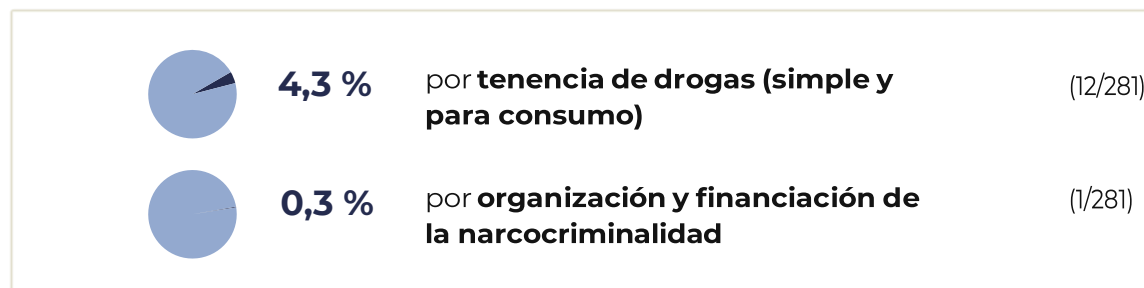 4,3 % por tenencia de drogas (simple y (12/281)
para consumo)
0,3 % por organización y financiación de (1/281)
la narcocriminalidad